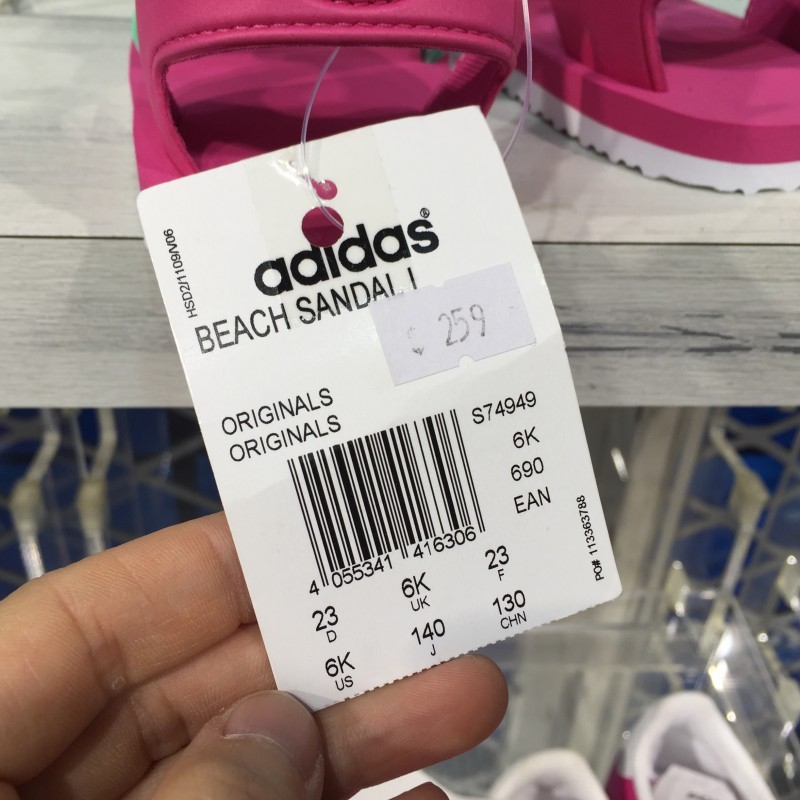 HSD2/1109/V06
adidas®
BEACH SANDAL I
259
ORIGINALS
ORIGINALS
S74949
6K
690
EAN
4 055341 416306
PO# 113363788
23
D
6K
UK
23
F
6K
US
140
J
130
CHN